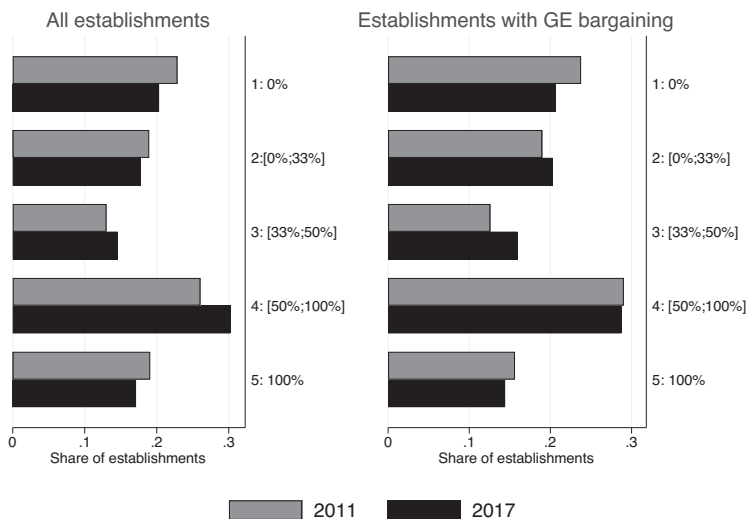 All establishments
1: 0%
2:[0%;33%]
3: [33%;50%]
4: [50%;100%]
5: 100%
0 .1 .2 .3
Share of establishments
Establishments with GE bargaining
1: 0%
2: [0%;33%]
3: [33%;50%]
4: [50%;100%]
5: 100%
0 .1 .2 .3
Share of establishments
2011 2017